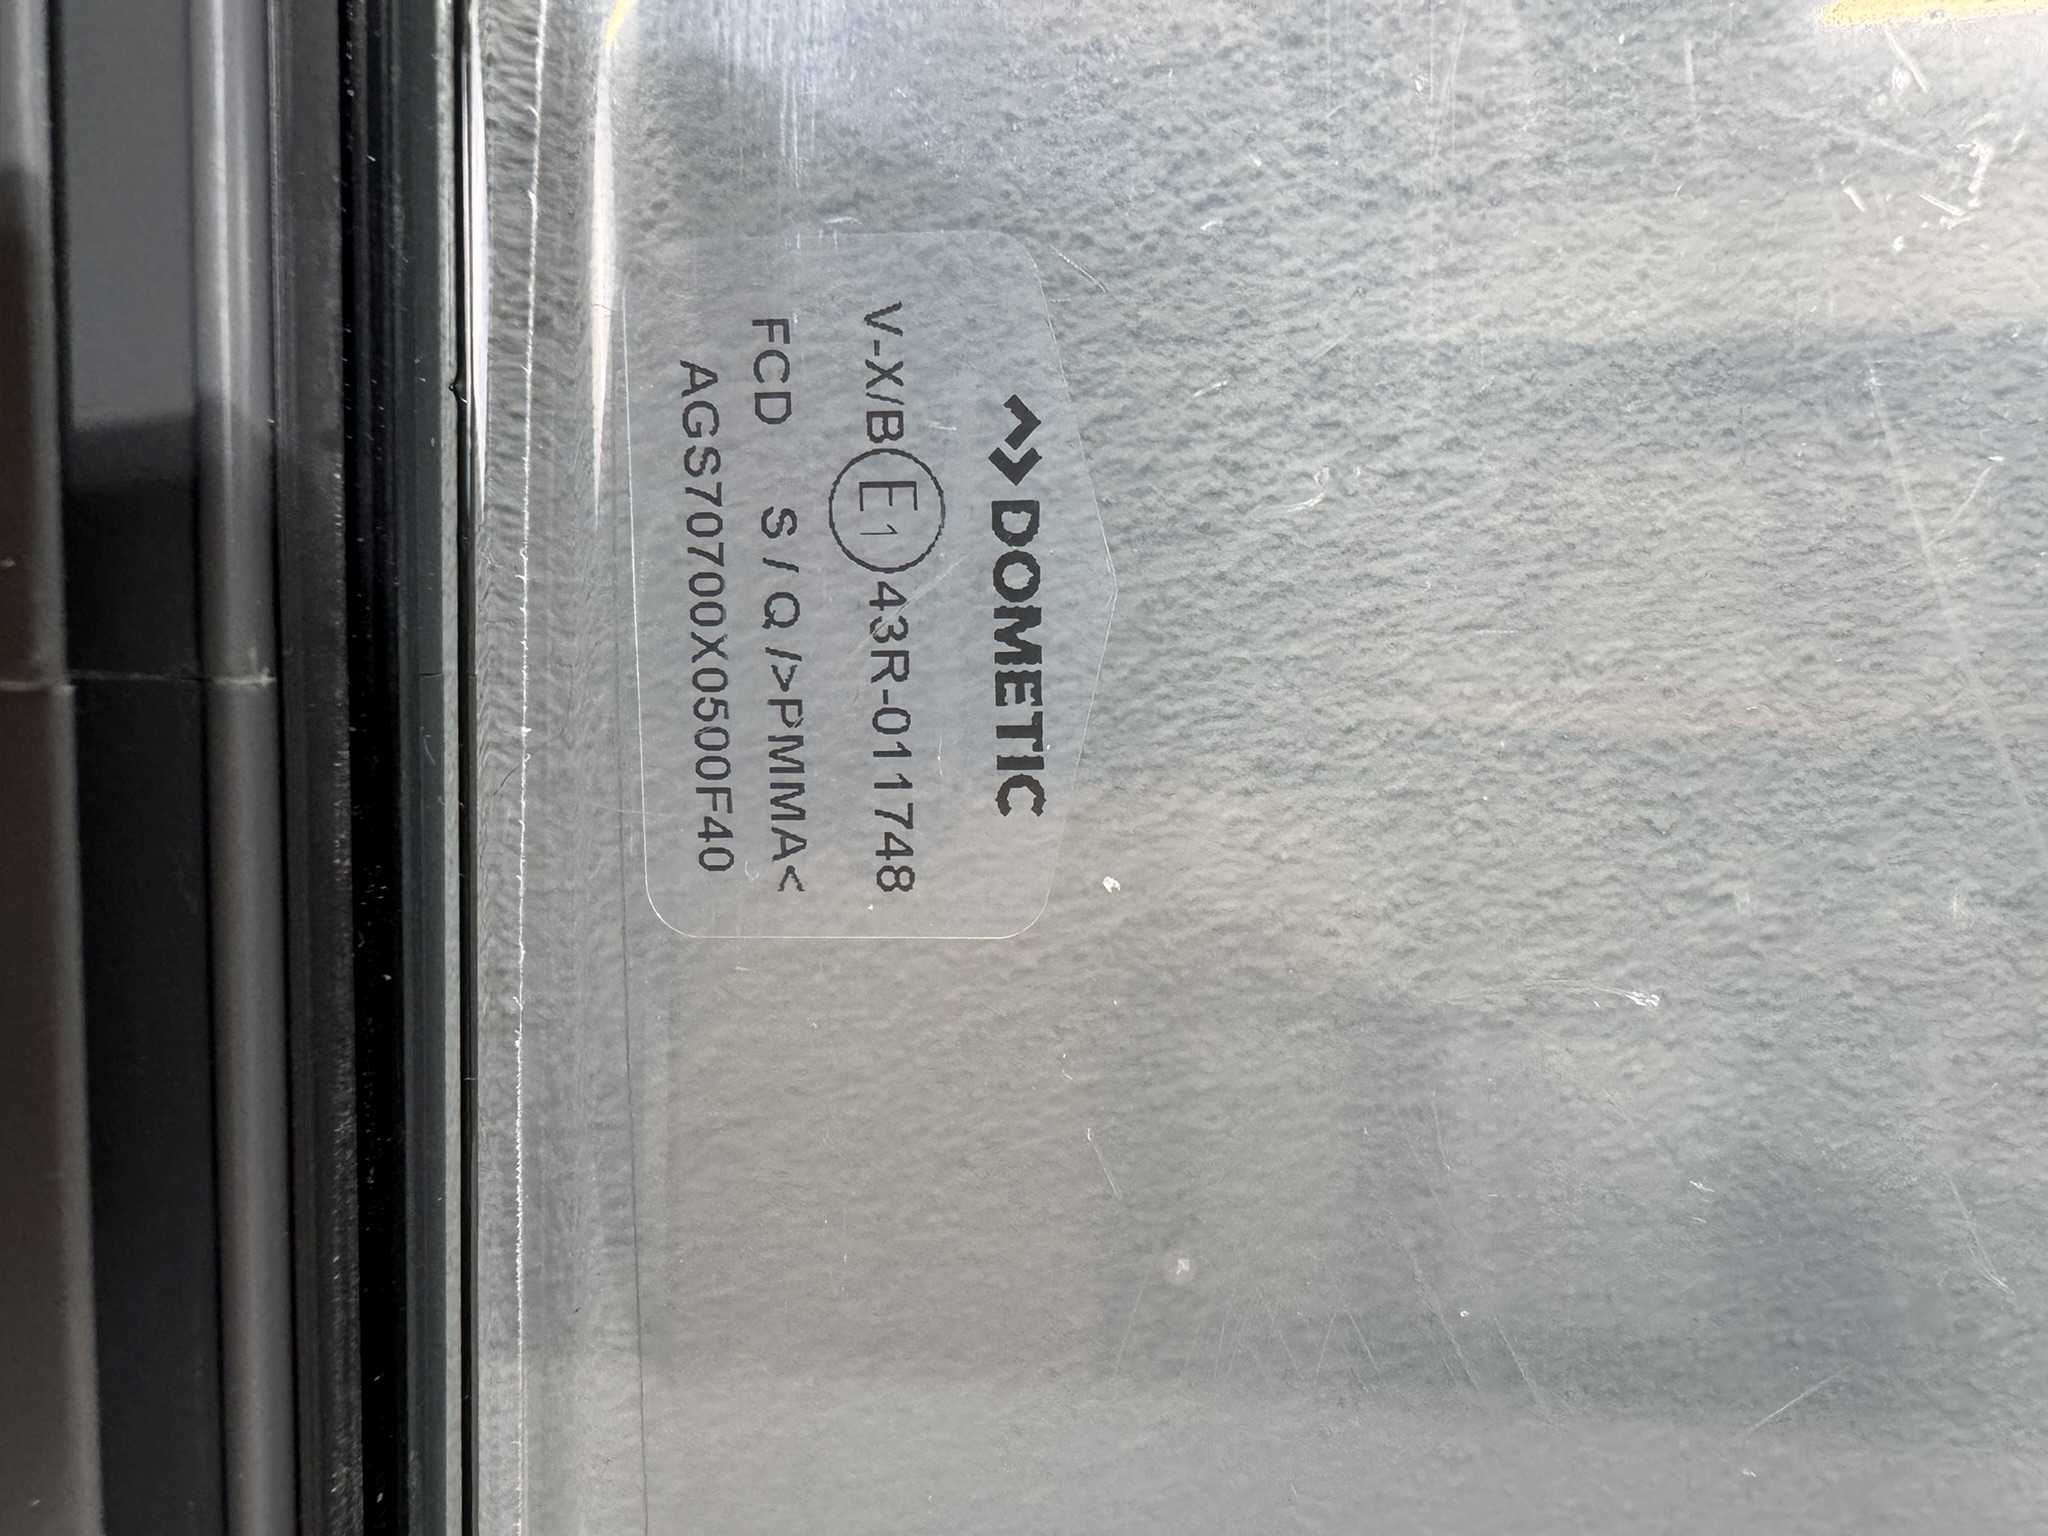 DOMETIC
V-X/B E1 43R-011748
FCD S / Q />PMMA<
AGS70700X0500F40